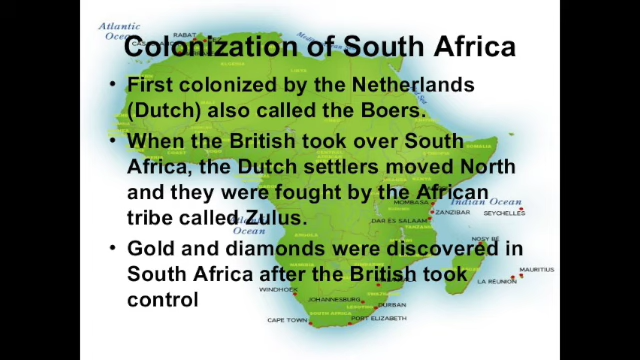 Atlantic
Ocean
RABAT
Colonization of South Africa
• First colonized by the Netherlands
(Dutch) also called the Boers.
• When the British took over South
Africa, the Dutch settlers moved North
and they were fought by the African
tribe called Zulus.
• Gold and diamonds were discovered in
South Africa after the British took
control
SOMALIA
MOMBASA
Indian Ocean
ZANZIBAR
SEYCHELLES
DAR ES SALAAM
Ocean
NOSY BE
MAURITIUS
LA REUNION
WINDHOEK
JOHANNESBURG
DURBAN
CAPE TOWN
PORT ELIZABETH